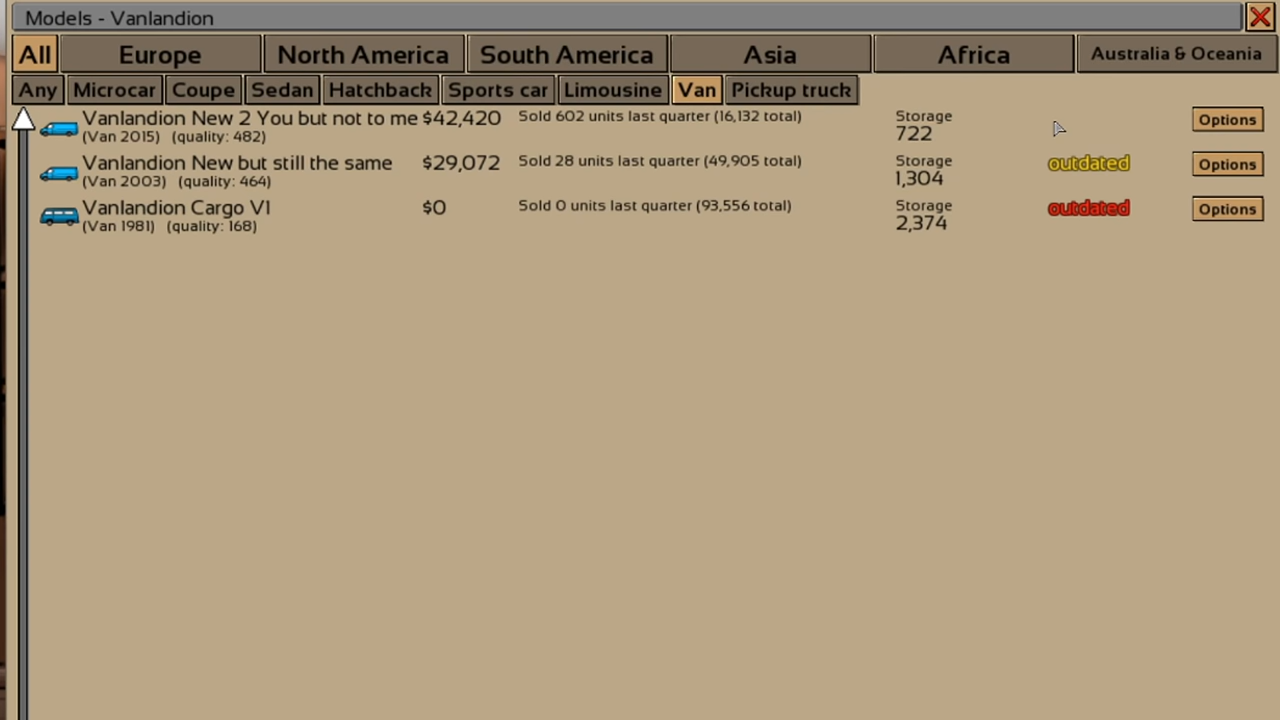 Models - Vanlandion
All Europe North America South America Asia Africa Australia & Oceania
Any Microcar Coupe Sedan Hatchback Sports car Limousine Van Pickup truck
Vanlandion New 2 You but not to me $42,420 Sold 602 units last quarter (16,132 total) Storage Options
(Van 2015) (quality: 482) 722
Vanlandion New but still the same $29,072 Sold 28 units last quarter (49,905 total) Storage outdated Options
(Van 2003) (quality: 464) 1,304
Vanlandion Cargo V1 $0 Sold 0 units last quarter (93,556 total) Storage outdated Options
(Van 1981) (quality: 168) 2,374